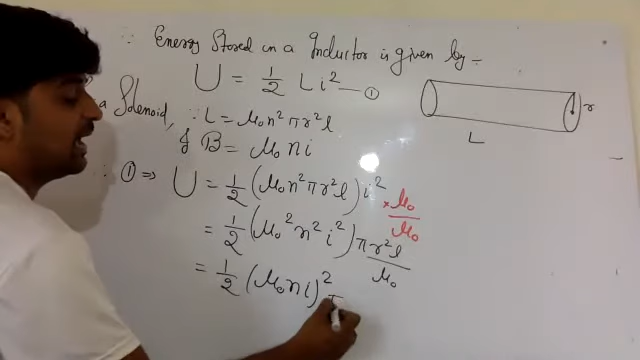 ∵ Energy Stored in a Inductor is given by ÷
U = 1/2 L i² — ①
a Solenoid, ∵ L = μ₀n²πr²l
& B = μ₀ n i
∴ ① ⇒ U = 1/2 (μ₀n²πr²l) i² × μ₀/μ₀
= 1/2 (μ₀²n²i²) πr²l/μ₀
= 1/2 (μ₀ni)²
r
L